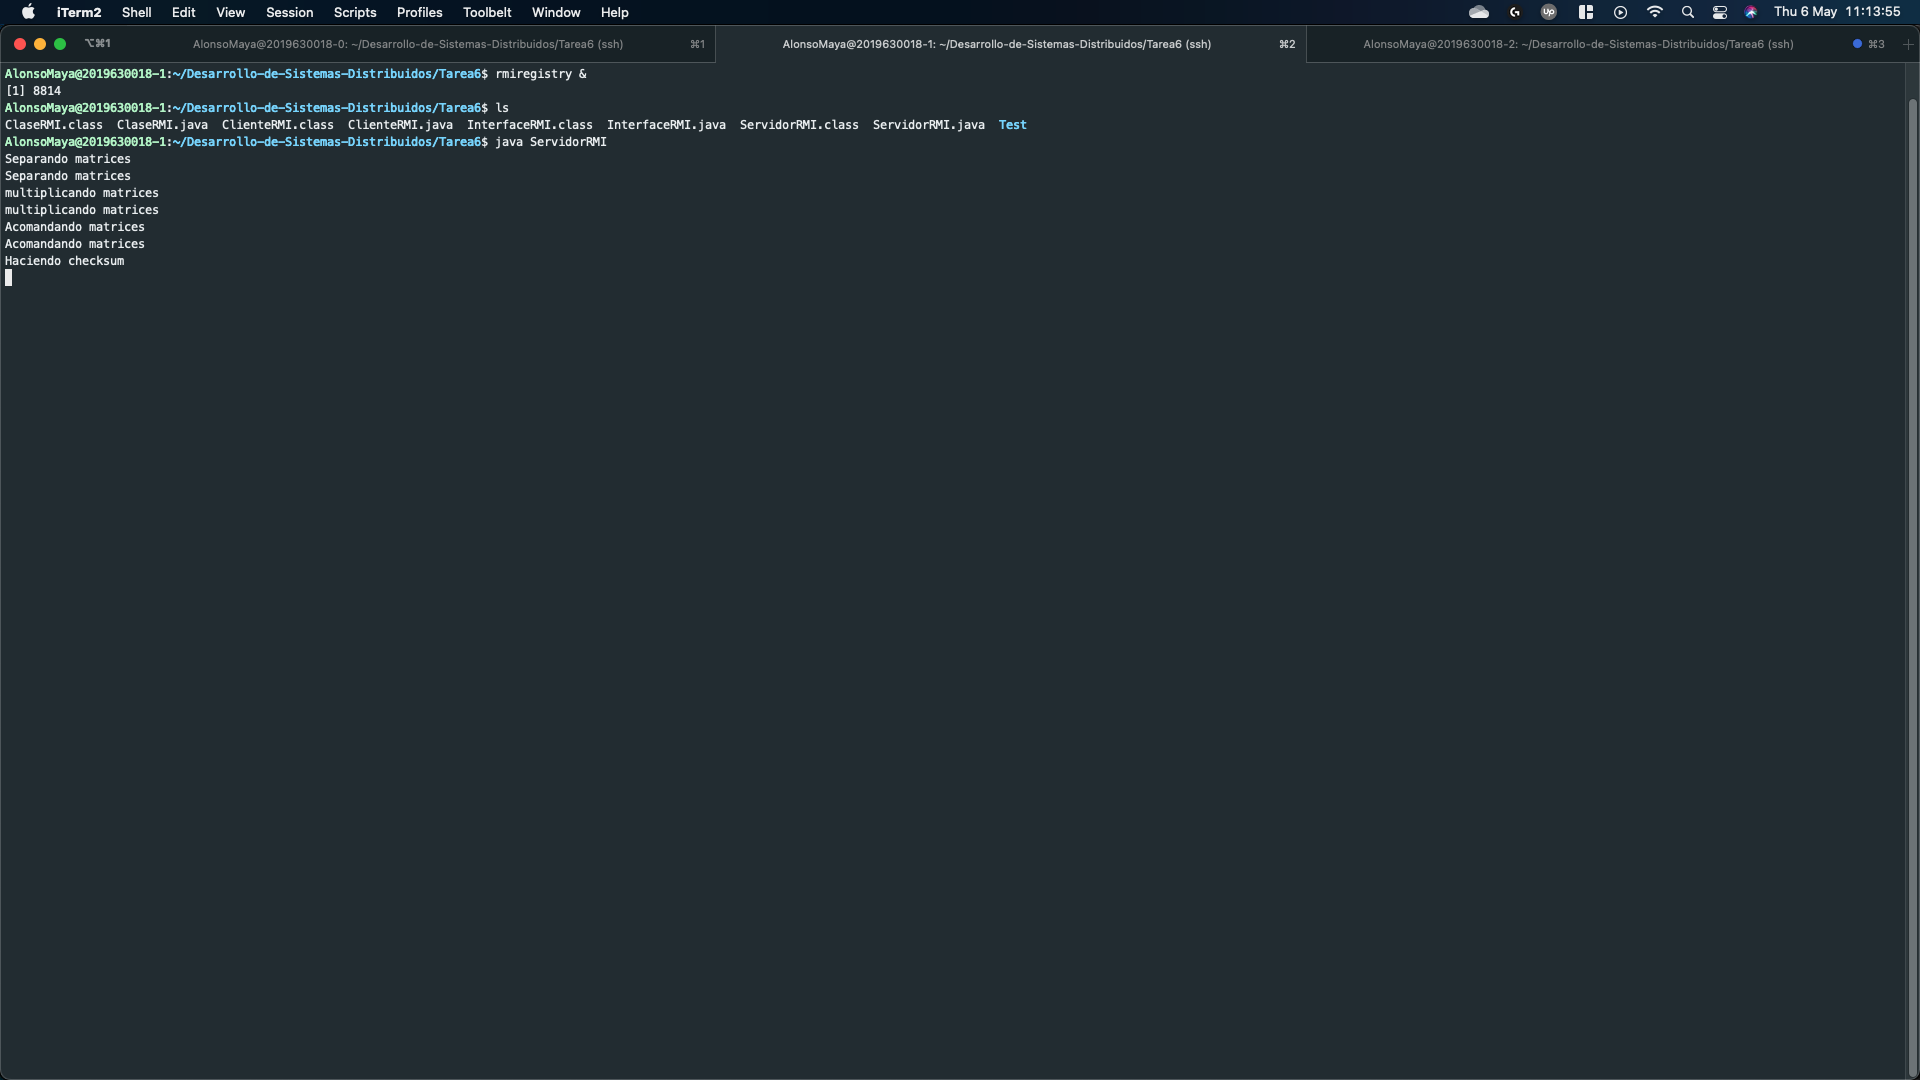 iTerm2 Shell Edit View Session Scripts Profiles Toolbelt Window Help Thu 6 May 11:13:55
⌥⌘1 AlonsoMaya@2019630018-0: ~/Desarrollo-de-Sistemas-Distribuidos/Tarea6 (ssh) ⌘1 AlonsoMaya@2019630018-1: ~/Desarrollo-de-Sistemas-Distribuidos/Tarea6 (ssh) ⌘2 AlonsoMaya@2019630018-2: ~/Desarrollo-de-Sistemas-Distribuidos/Tarea6 (ssh) ⌘3
AlonsoMaya@2019630018-1:~/Desarrollo-de-Sistemas-Distribuidos/Tarea6$ rmiregistry &
[1] 8814
AlonsoMaya@2019630018-1:~/Desarrollo-de-Sistemas-Distribuidos/Tarea6$ ls
ClaseRMI.class ClaseRMI.java ClienteRMI.class ClienteRMI.java InterfaceRMI.class InterfaceRMI.java ServidorRMI.class ServidorRMI.java Test
AlonsoMaya@2019630018-1:~/Desarrollo-de-Sistemas-Distribuidos/Tarea6$ java ServidorRMI
Separando matrices
Separando matrices
multiplicando matrices
multiplicando matrices
Acomandando matrices
Acomandando matrices
Haciendo checksum